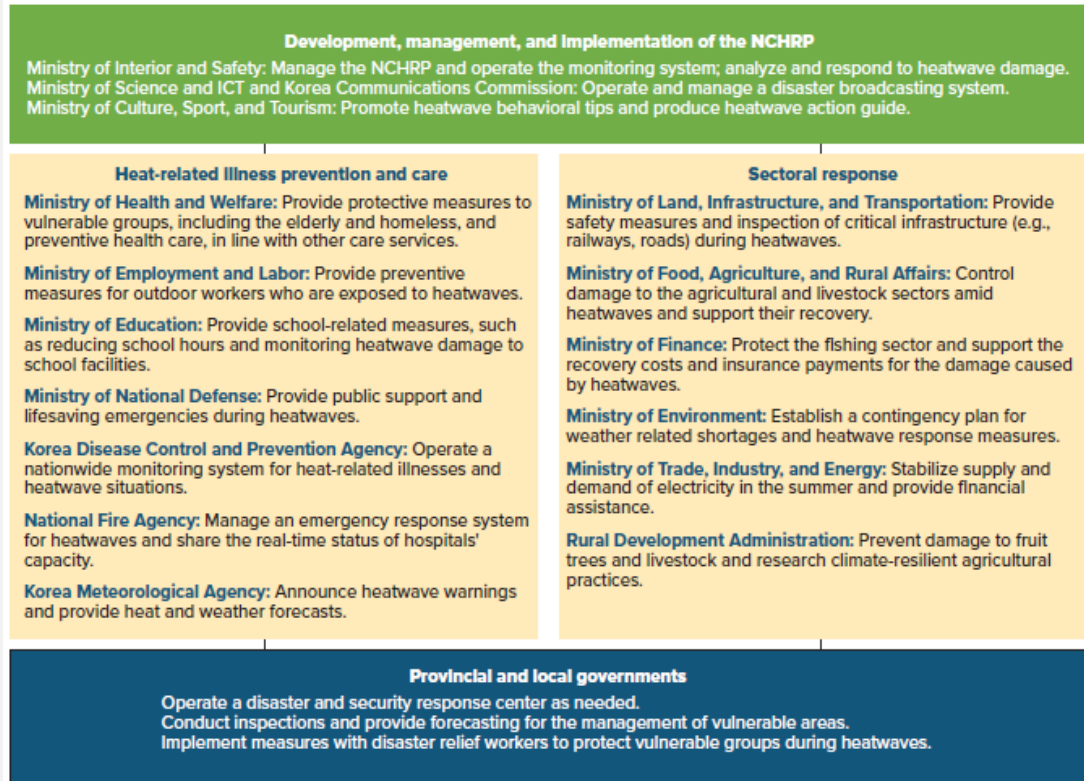 Development, management, and implementation of the NCHRP
Ministry of Interior and Safety: Manage the NCHRP and operate the monitoring system; analyze and respond to heatwave damage.
Ministry of Science and ICT and Korea Communications Commission: Operate and manage a disaster broadcasting system.
Ministry of Culture, Sport, and Tourism: Promote heatwave behavioral tips and produce heatwave action guide.
Heat-related illness prevention and care
Ministry of Health and Welfare: Provide protective measures to
vulnerable groups, including the elderly and homeless, and
preventive health care, in line with other care services.
Ministry of Employment and Labor: Provide preventive
measures for outdoor workers who are exposed to heatwaves.
Ministry of Education: Provide school-related measures, such
as reducing school hours and monitoring heatwave damage to
school facilities.
Ministry of National Defense: Provide public support and
lifesaving emergencies during heatwaves.
Korea Disease Control and Prevention Agency: Operate a
nationwide monitoring system for heat-related illnesses and
heatwave situations.
National Fire Agency: Manage an emergency response system
for heatwaves and share the real-time status of hospitals'
capacity.
Korea Meteorological Agency: Announce heatwave warnings
and provide heat and weather forecasts.
Sectoral response
Ministry of Land, Infrastructure, and Transportation: Provide
safety measures and inspection of critical infrastructure (e.g.,
railways, roads) during heatwaves.
Ministry of Food, Agriculture, and Rural Affairs: Control
damage to the agricultural and livestock sectors amid
heatwaves and support their recovery.
Ministry of Finance: Protect the fishing sector and support the
recovery costs and insurance payments for the damage caused
by heatwaves.
Ministry of Environment: Establish a contingency plan for
weather related shortages and heatwave response measures.
Ministry of Trade, Industry, and Energy: Stabilize supply and
demand of electricity in the summer and provide financial
assistance.
Rural Development Administration: Prevent damage to fruit
trees and livestock and research climate-resilient agricultural
practices.
Provincial and local governments
Operate a disaster and security response center as needed.
Conduct inspections and provide forecasting for the management of vulnerable areas.
Implement measures with disaster relief workers to protect vulnerable groups during heatwaves.